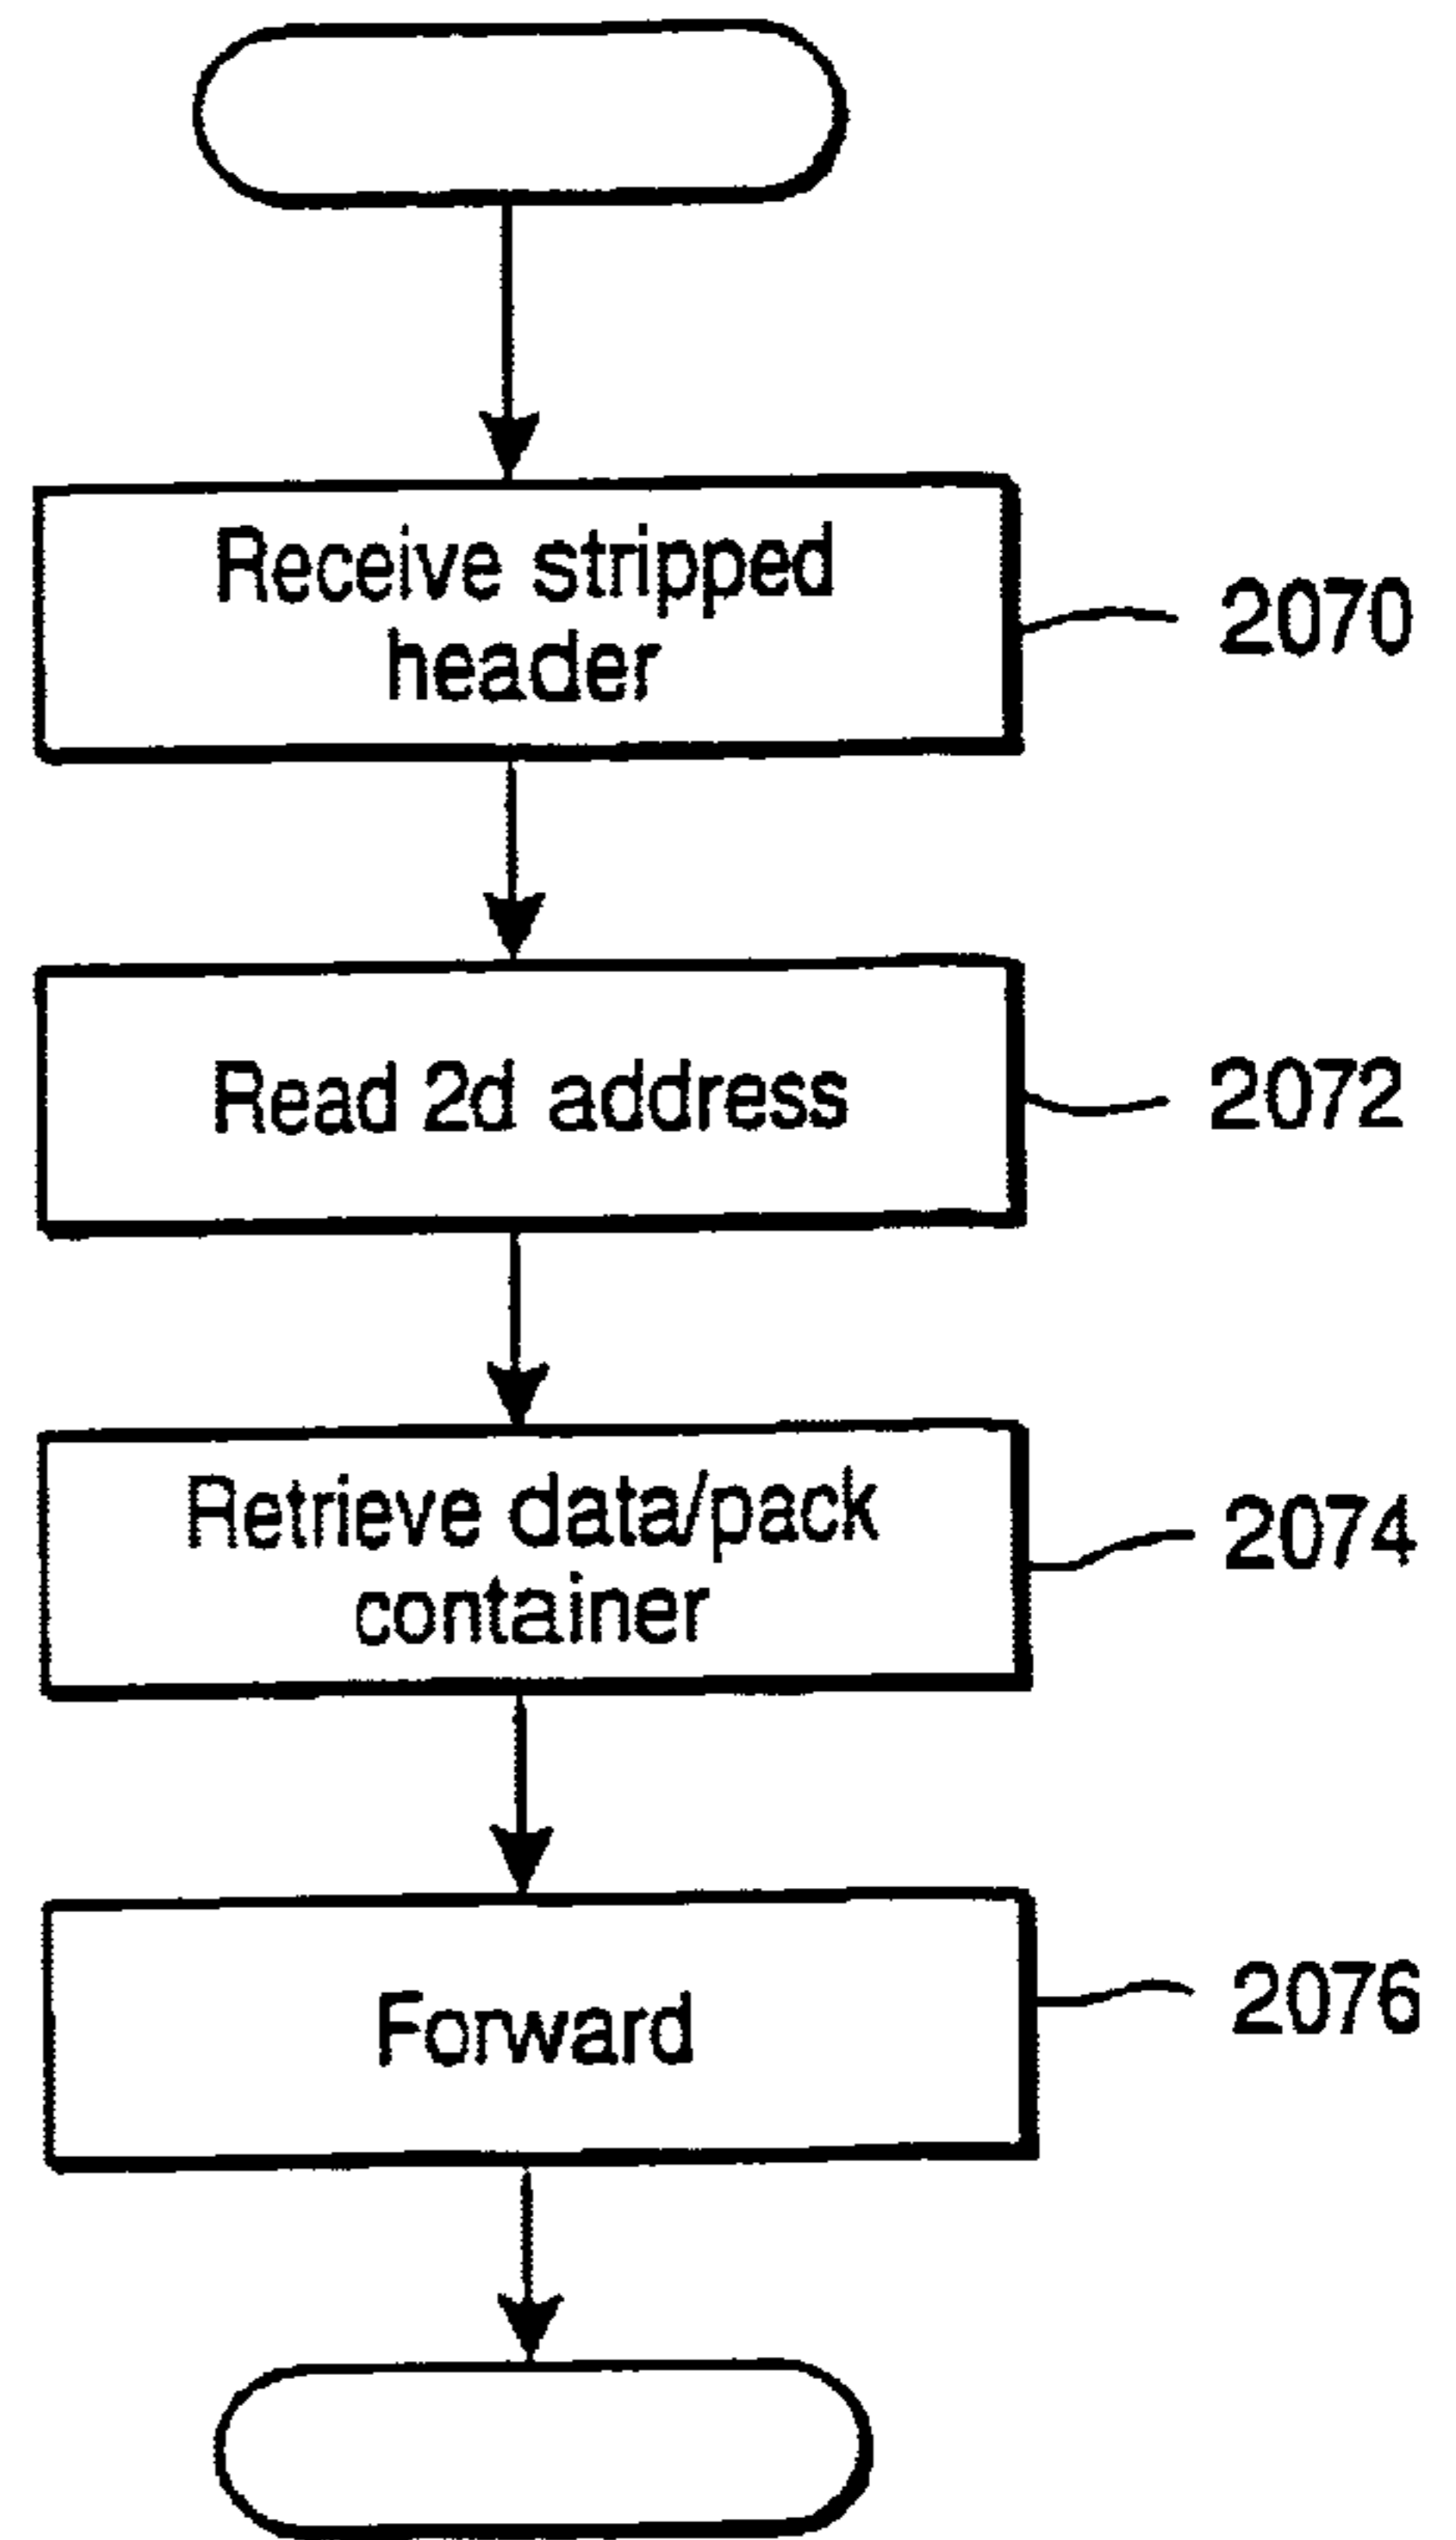 Receive stripped
header
2070
Read 2d address
2072
Retrieve data/pack
container
2074
Forward
2076